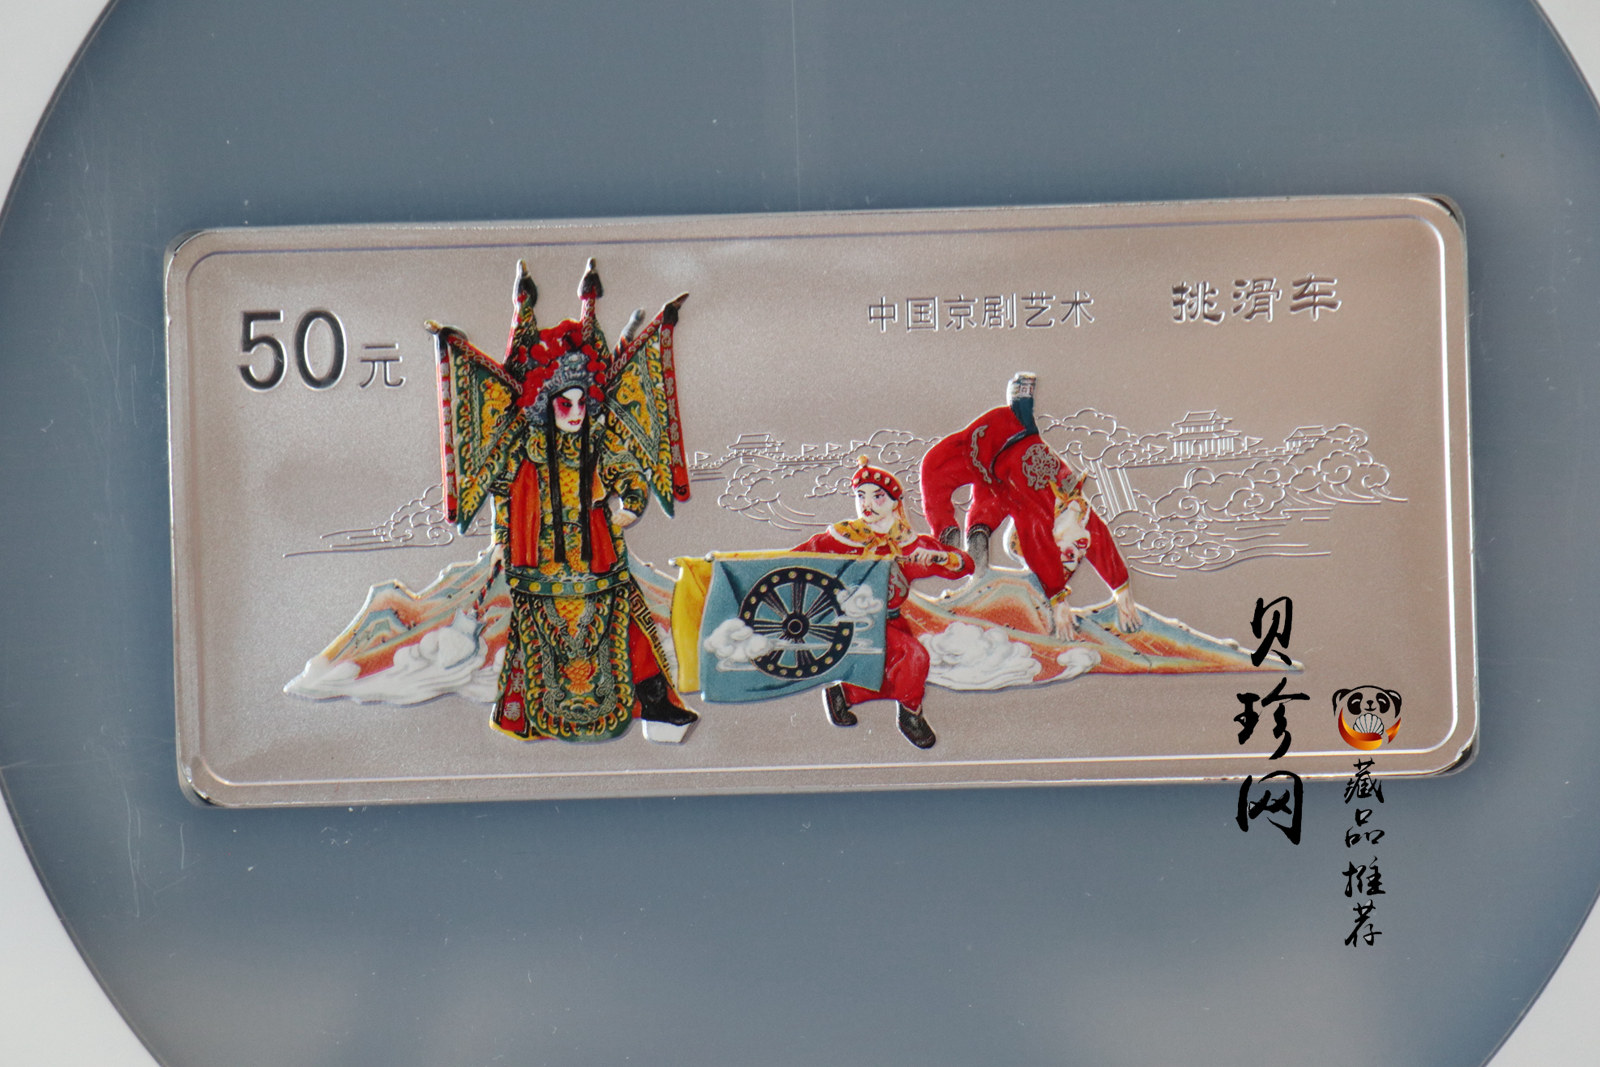 50元
中国京剧艺术 挑滑车
贝珍网
藏品推荐